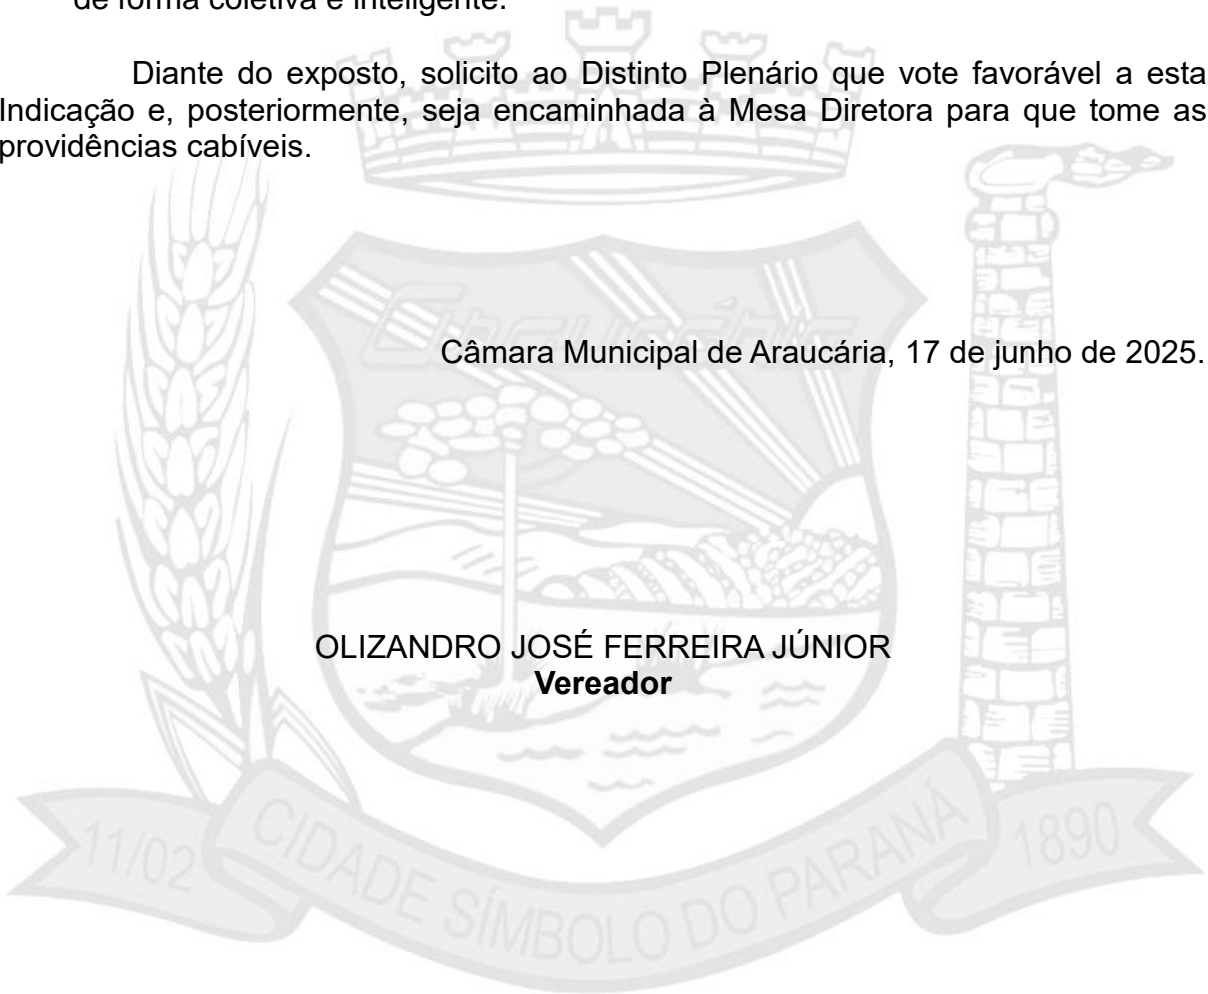 de forma coletiva e inteligente.
Diante do exposto, solicito ao Distinto Plenário que vote favorável a esta
Indicação e, posteriormente, seja encaminhada à Mesa Diretora para que tome as
providências cabíveis.
Araucária
Câmara Municipal de Araucária, 17 de junho de 2025.
OLIZANDRO JOSÉ FERREIRA JÚNIOR
Vereador
11/02
CIDADE SÍMBOLO DO PARANÁ
1890